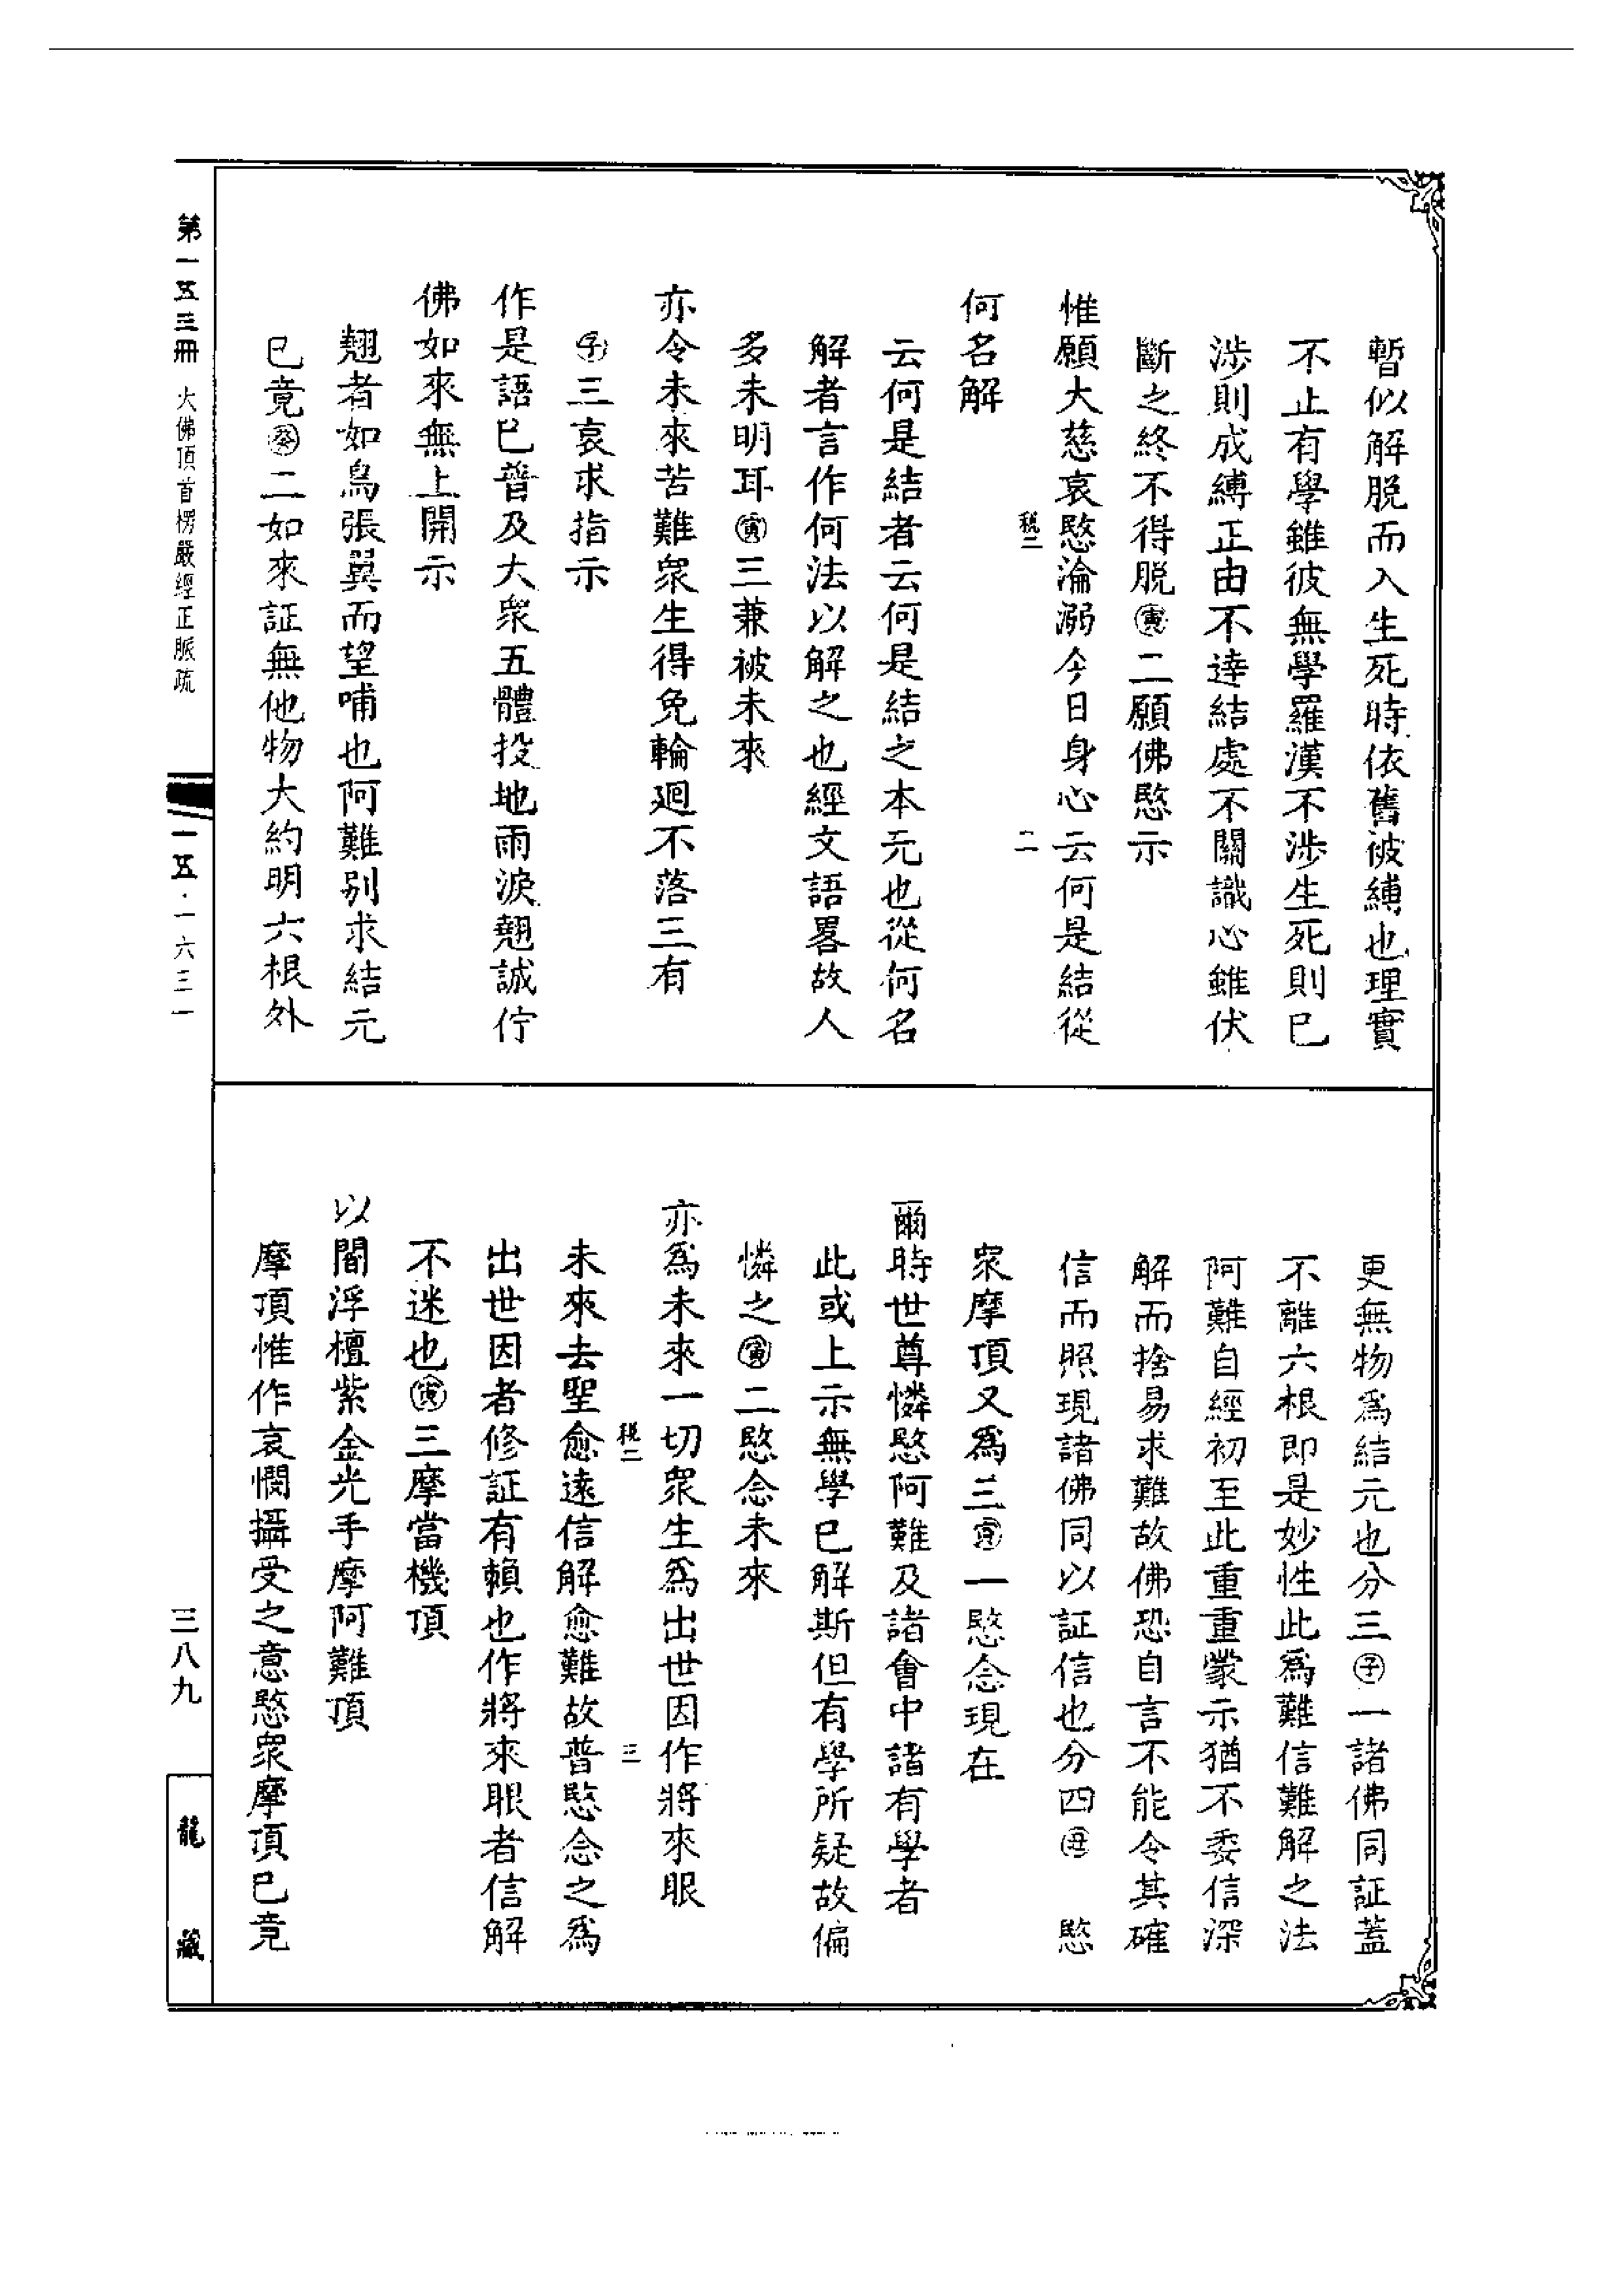 暫似解脫而入生死時依舊被縛也理實
不止有學雖彼無學羅漢不涉生死則已
涉則成縛正由不達結處不關識心雖伏
斷之終不得脫㊞寅二願佛愍示
惟願大慈哀愍淪溺今日身心云何是結從
稅二 二
何名解
云何是結者云何是結之本元也從何名
解者言作何法以解之也經文語畧故人
多未明耳寅三兼被未來
亦令未來苦難衆生得免輪廻不落三有
子三哀求指示
作是語已普及大衆五體投地雨淚翹誠佇
佛如來無上開示
翹者如鳥張翼而望哺也阿難別求結元
已竟癸二如來証無他物大約明六根外
更無物爲結元也分三子一諸佛同証蓋
不離六根即是妙性此爲難信難解之法
阿難自經初至此重重蒙示猶不委信深
解而捨易求難故佛恐自言不能令其確
信而照現諸佛同以証信也分四丑 愍
衆摩頂又爲三寅一愍念現在
爾時世尊憐愍阿難及諸會中諸有學者
此或上示無學已解斯但有學所疑故偏
憐之寅二愍念未來
亦爲未來一切衆生爲出世因作將來眼
稅二 三
未來去聖愈遠信解愈難故普愍念之爲
出世因者修証有賴也作將來眼者信解
不迷也寅三摩當機頂
以閻浮檀紫金光手摩阿難頂
摩頂惟作哀憫攝受之意愍衆摩頂已竟
第一五三冊 大佛頂首楞嚴經正脈疏
一五·一六三一
三八九
龍藏